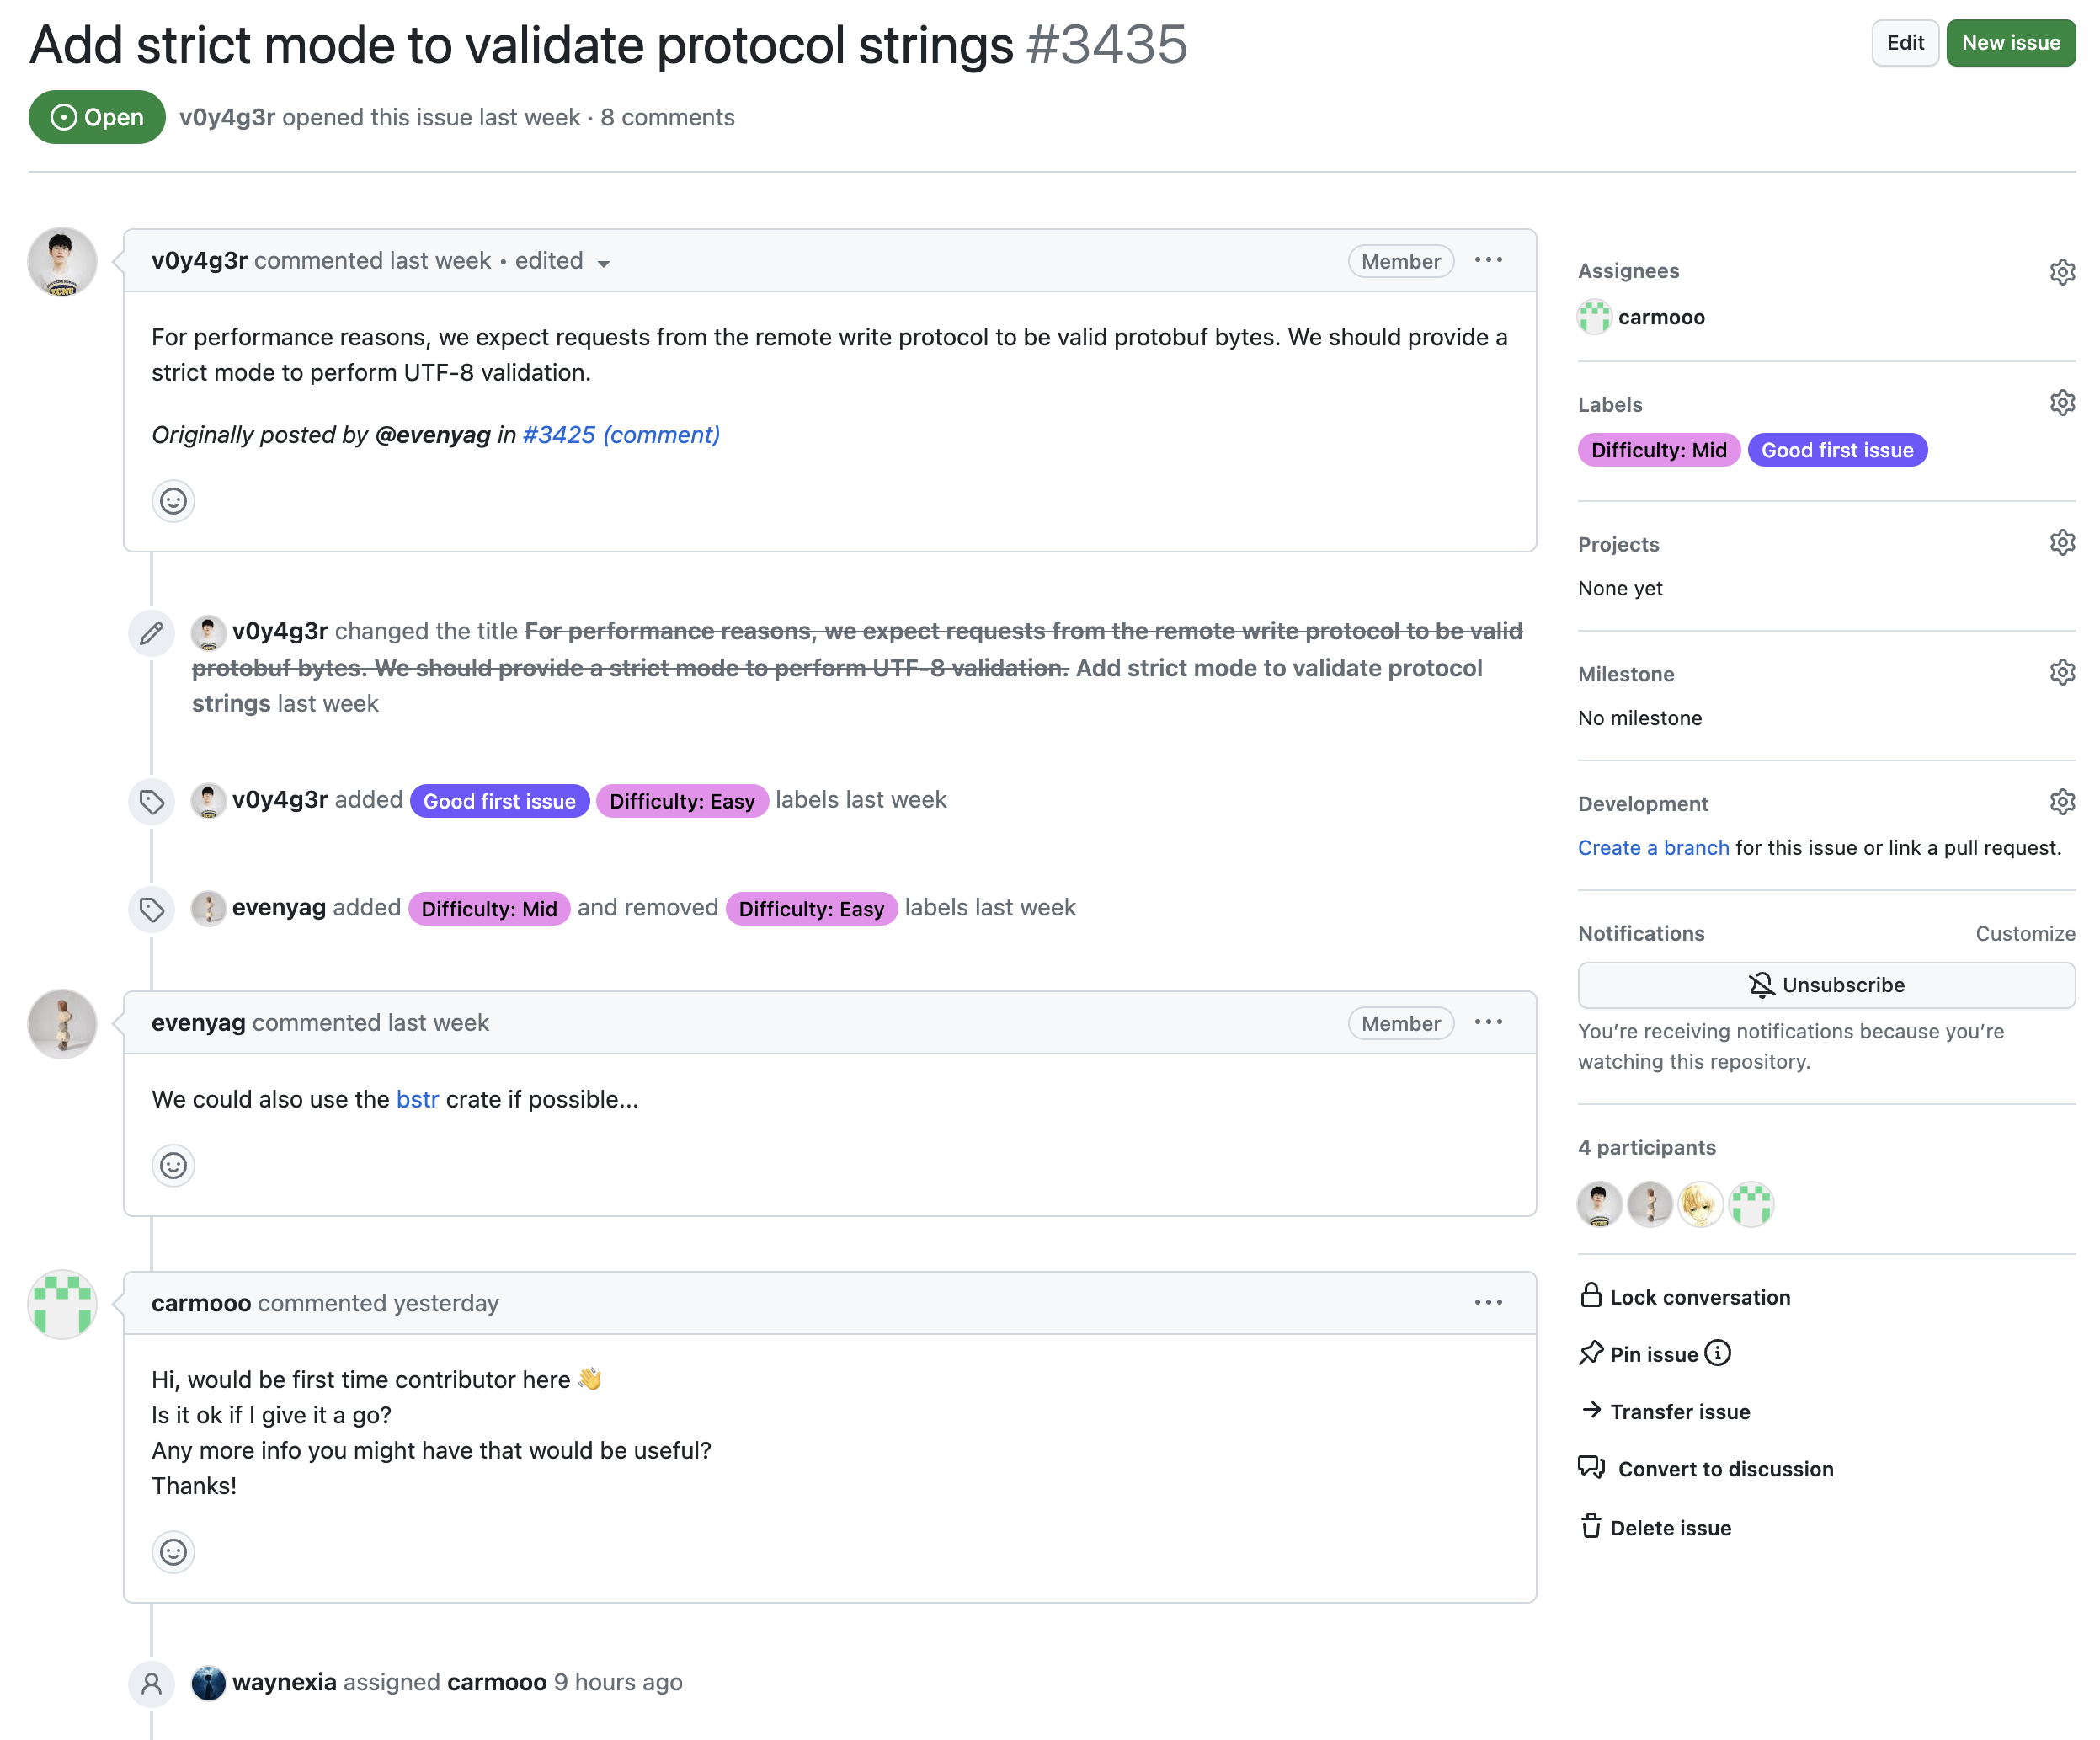 Add strict mode to validate protocol strings #3435
Edit
New issue
Open
v0y4g3r opened this issue last week · 8 comments
v0y4g3r commented last week • edited
Member
For performance reasons, we expect requests from the remote write protocol to be valid protobuf bytes. We should provide a
strict mode to perform UTF-8 validation.
Originally posted by @evenyag in #3425 (comment)
v0y4g3r changed the title For performance reasons, we expect requests from the remote write protocol to be valid
protobuf bytes. We should provide a strict mode to perform UTF-8 validation. Add strict mode to validate protocol
strings last week
v0y4g3r added Good first issue Difficulty: Easy labels last week
evenyag added Difficulty: Mid and removed Difficulty: Easy labels last week
evenyag commented last week
Member
We could also use the bstr crate if possible...
carmooo commented yesterday
Hi, would be first time contributor here 👋
Is it ok if I give it a go?
Any more info you might have that would be useful?
Thanks!
waynexia assigned carmooo 9 hours ago
Assignees
carmooo
Labels
Difficulty: Mid Good first issue
Projects
None yet
Milestone
No milestone
Development
Create a branch for this issue or link a pull request.
Notifications
Customize
Unsubscribe
You're receiving notifications because you're
watching this repository.
4 participants
Lock conversation
Pin issue
Transfer issue
Convert to discussion
Delete issue